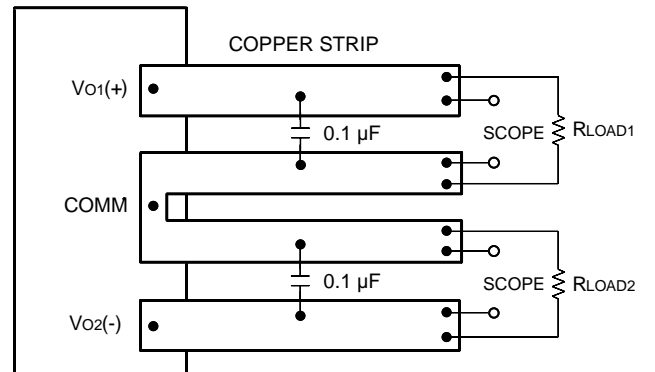 COPPER STRIP
VO1(+)
0.1 µF
SCOPE
RLOAD1
COMM
0.1 µF
SCOPE
RLOAD2
VO2(-)